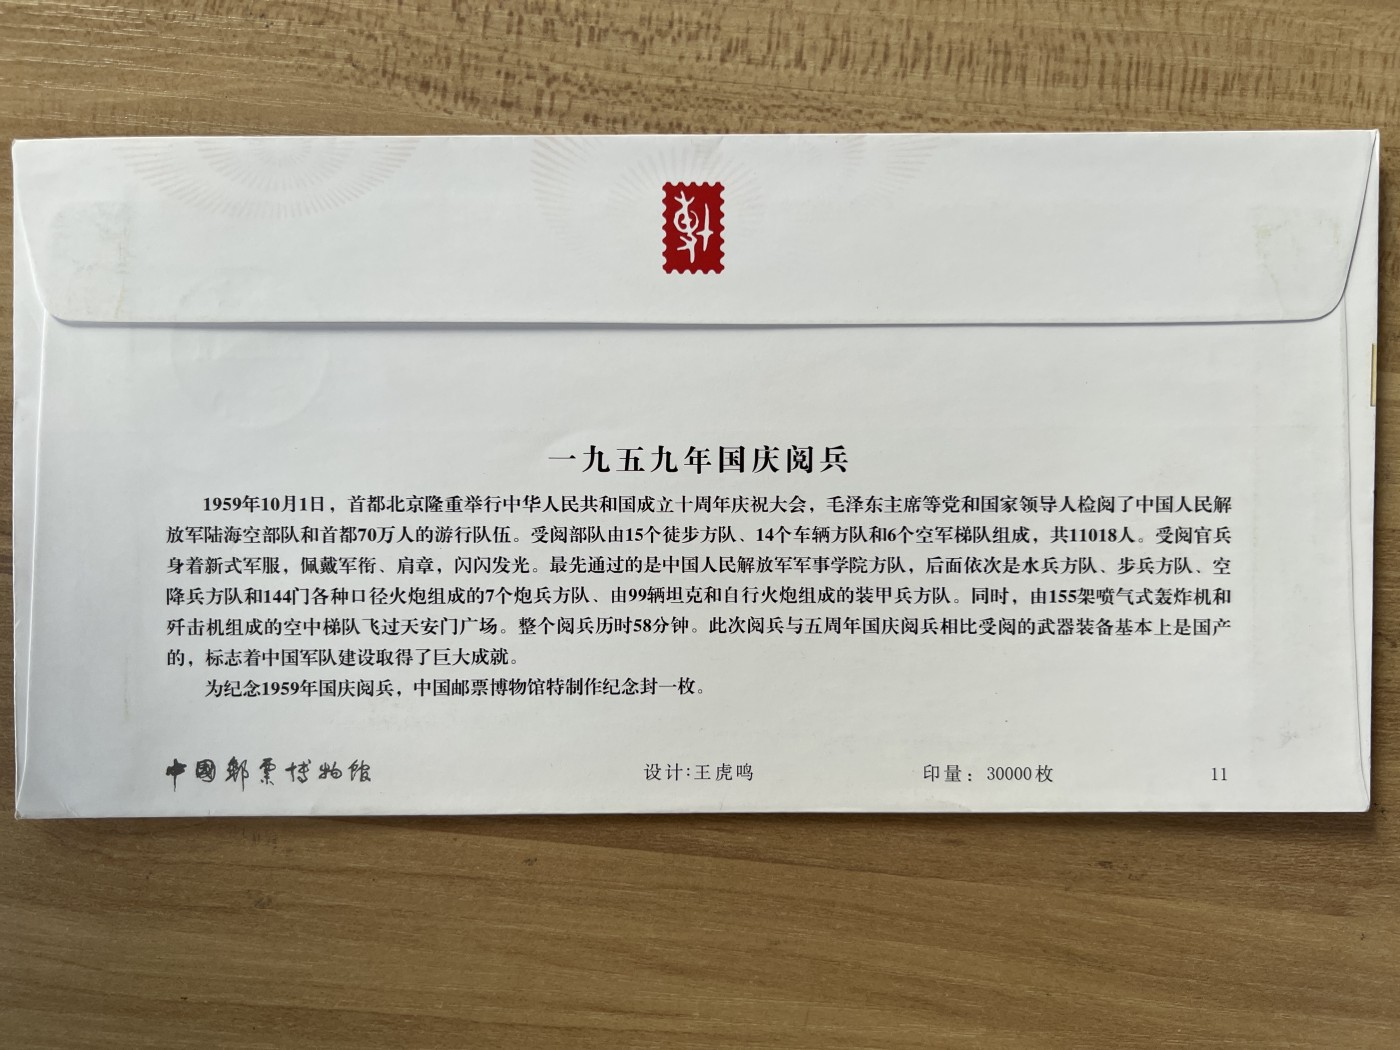 一九五九年国庆阅兵
1959年10月1日，首都北京隆重举行中华人民共和国成立十周年庆祝大会，毛泽东主席等党和国家领导人检阅了中国人民解
放军陆海空部队和首都70万人的游行队伍。受阅部队由15个徒步方队、14个车辆方队和6个空军梯队组成，共11018人。受阅官兵
身着新式军服，佩戴军衔、肩章，闪闪发光。最先通过的是中国人民解放军军事学院方队，后面依次是水兵方队、步兵方队、空
降兵方队和144门各种口径火炮组成的7个炮兵方队、由99辆坦克和自行火炮组成的装甲兵方队。同时，由155架喷气式轰炸机和
歼击机组成的空中梯队飞过天安门广场。整个阅兵历时58分钟。此次阅兵与五周年国庆阅兵相比受阅的武器装备基本上是国产
的，标志着中国军队建设取得了巨大成就。
为纪念1959年国庆阅兵，中国邮票博物馆特制作纪念封一枚。
中國郵票博物館 设计：王虎鸣 印量：30000枚 11